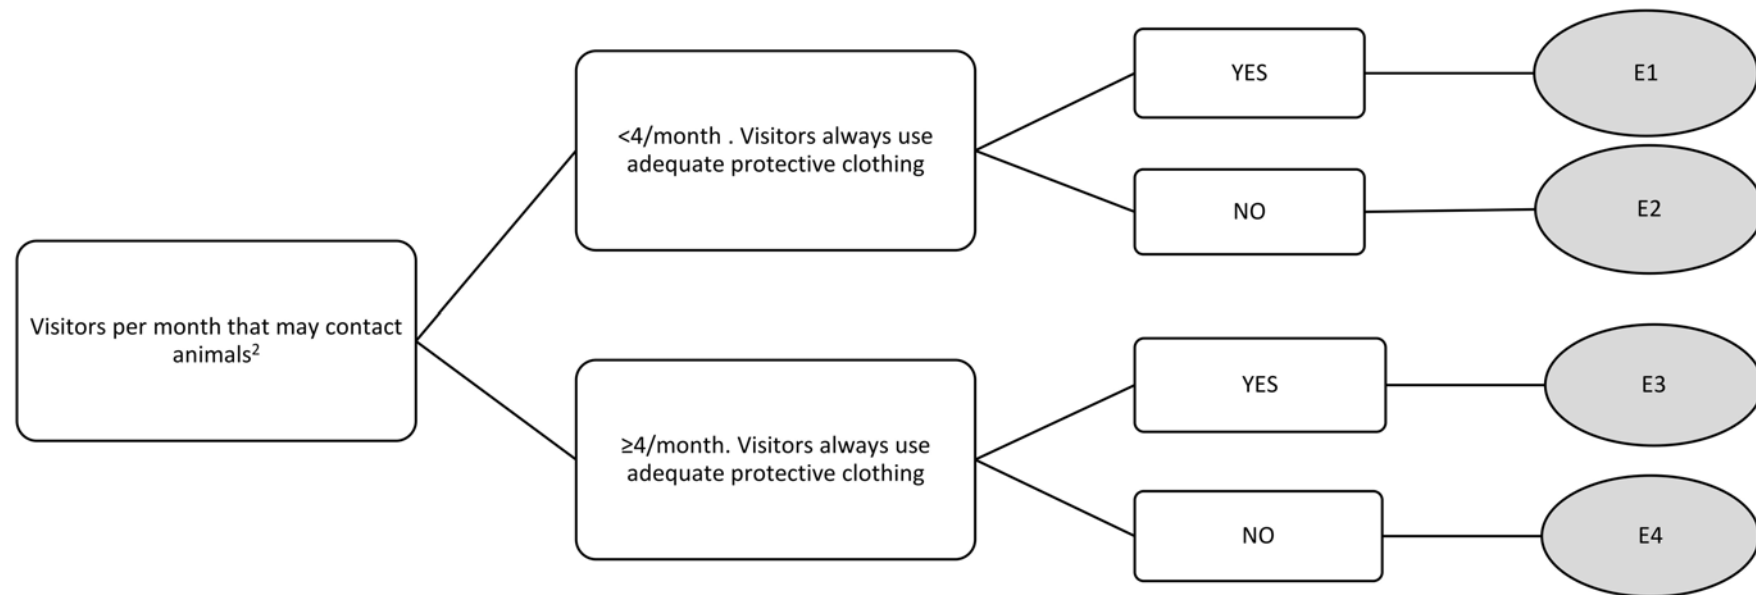 Visitors per month that may contact
animals²
<4/month . Visitors always use
adequate protective clothing
YES
E1
NO
E2
≥4/month. Visitors always use
adequate protective clothing
YES
E3
NO
E4